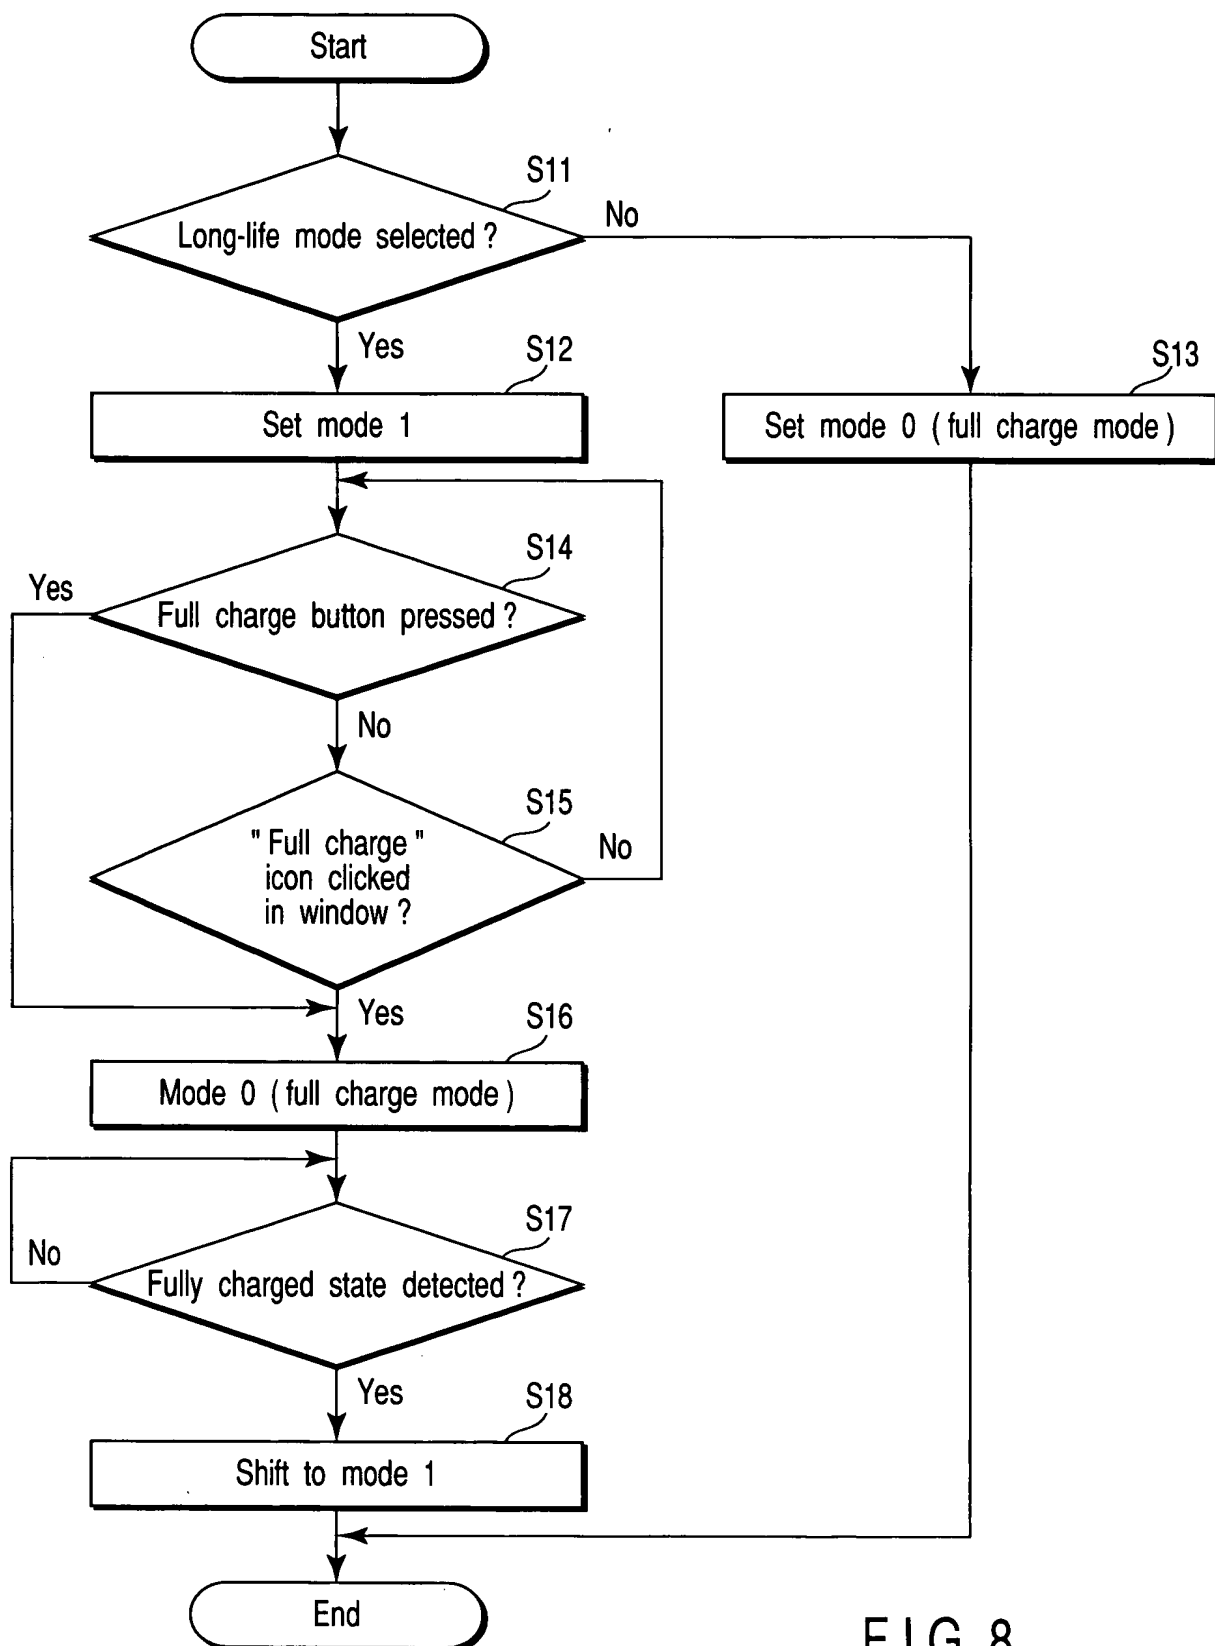 Start
S11
Long-life mode selected ?
No
Yes
S12
S13
Set mode 1
Set mode 0 ( full charge mode )
S14
Yes
Full charge button pressed ?
No
S15
" Full charge "
icon clicked
in window ?
No
Yes
S16
Mode 0 ( full charge mode )
S17
No
Fully charged state detected ?
Yes
S18
Shift to mode 1
End
FIG. 8